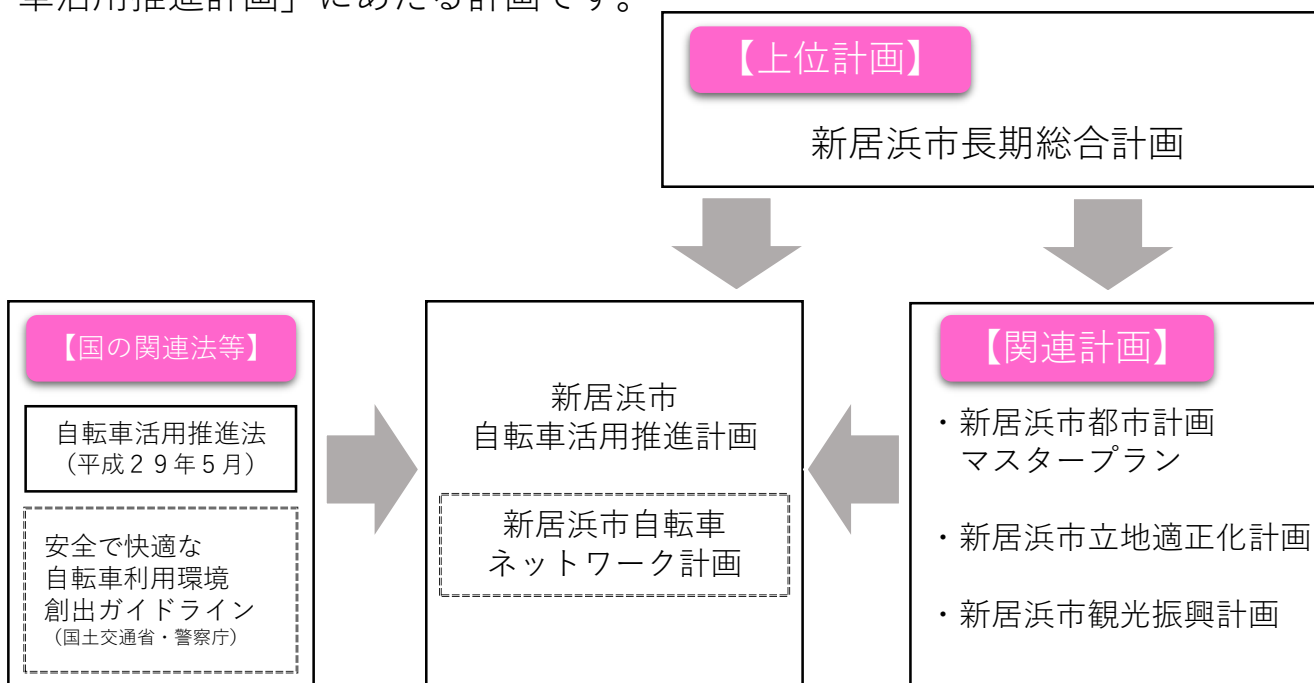 車活用推進計画」にあたる計画です。
【上位計画】
新居浜市長期総合計画
【国の関連法等】
自転車活用推進法
（平成２９年５月）
安全で快適な
自転車利用環境
創出ガイドライン
（国土交通省・警察庁）
新居浜市
自転車活用推進計画
新居浜市自転車
ネットワーク計画
【関連計画】
・新居浜市都市計画
マスタープラン
・新居浜市立地適正化計画
・新居浜市観光振興計画